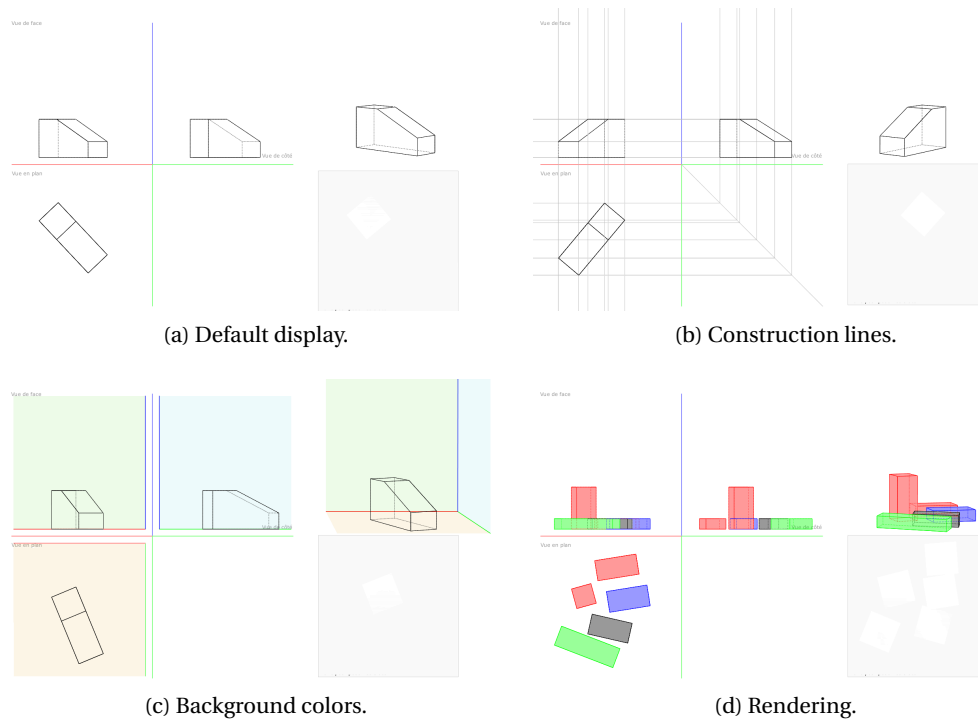 Vue de face
Vue de côté
Vue en plan
(a) Default display.
Vue de face
Vue de côté
Vue en plan
(b) Construction lines.
Vue de face
Vue de côté
Vue en plan
(c) Background colors.
Vue de face
Vue de côté
Vue en plan
(d) Rendering.